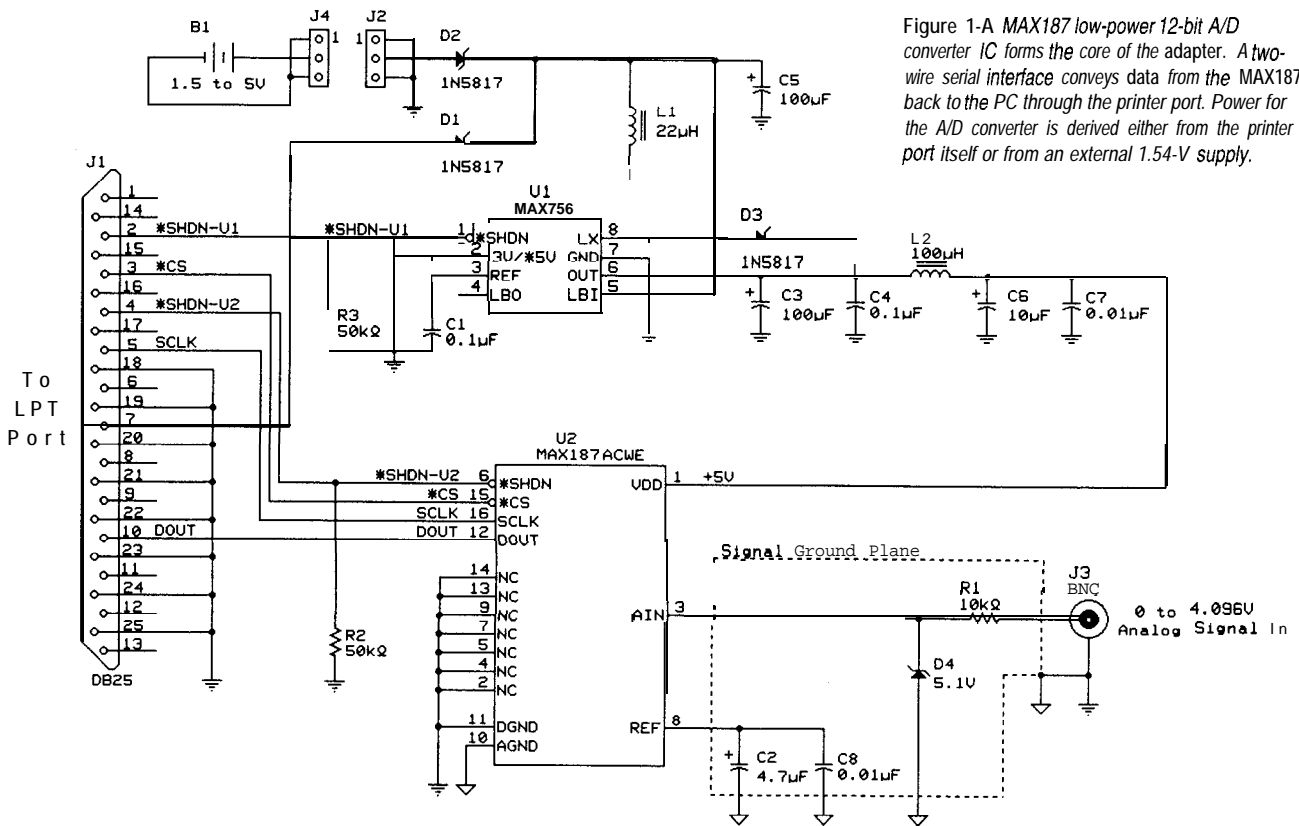 Figure 1-A MAX187 low-power 12-bit A/D
converter IC forms the core of the adapter. A two-
wire serial interface conveys data from the MAX187
back to the PC through the printer port. Power for
the A/D converter is derived either from the printer
port itself or from an external 1.54-V supply.
B1
1.5 to 5V
J4
1
J2
1
D2
1N5817
C5
+
100µF
L1
22µH
D1
1N5817
J1
1
14
2 *SHDN-U1
15
3 *CS
16
4 *SHDN-U2
17
5 SCLK
18
6
19
7
20
8
21
9
22
10 DOUT
23
11
24
12
25
13
DB25
To
LPT
Port
U1
MAX756
*SHDN-U1 1 *SHDN
2 3V/*5V
3 REF
4 LBO
LX 8
GND 7
OUT 6
LBI 5
R3
50kΩ
C1
0.1µF
D3
1N5817
L2
100µH
+
C3
100µF
C4
0.1µF
+
C6
10µF
C7
0.01µF
U2
MAX187ACWE
*SHDN-U2 6 *SHDN
*CS 15 *CS
SCLK 16 SCLK
DOUT 12 DOUT
14 NC
13 NC
9 NC
7 NC
5 NC
4 NC
2 NC
11 DGND
10 AGND
VDD 1 +5V
AIN 3
REF 8
R2
50kΩ
Signal Ground Plane
R1
10kΩ
J3
BNC
0 to 4.096V
Analog Signal In
D4
5.1V
+
C2
4.7µF
C8
0.01µF